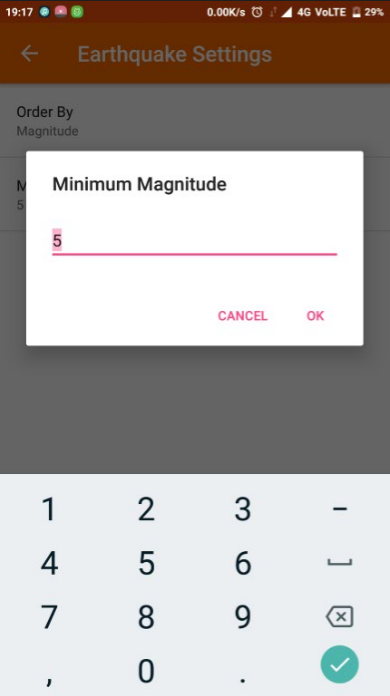 19:17 0.00K/s 4G VoLTE 29%
Earthquake Settings
Order By
Magnitude
M
5
Minimum Magnitude
5
CANCEL OK
1 2 3 -
4 5 6
7 8 9
, 0 .